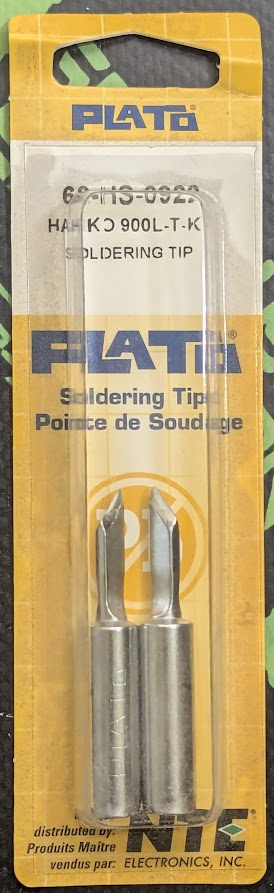 PLATO®
68-HS-0922
HAKKO 900L-T-K
SOLDERING TIP
PLATO®
Soldering Tips
Pointe de Soudage
distributed by:
Produits Maître
vendus par:
NTE
ELECTRONICS, INC.
PLATO